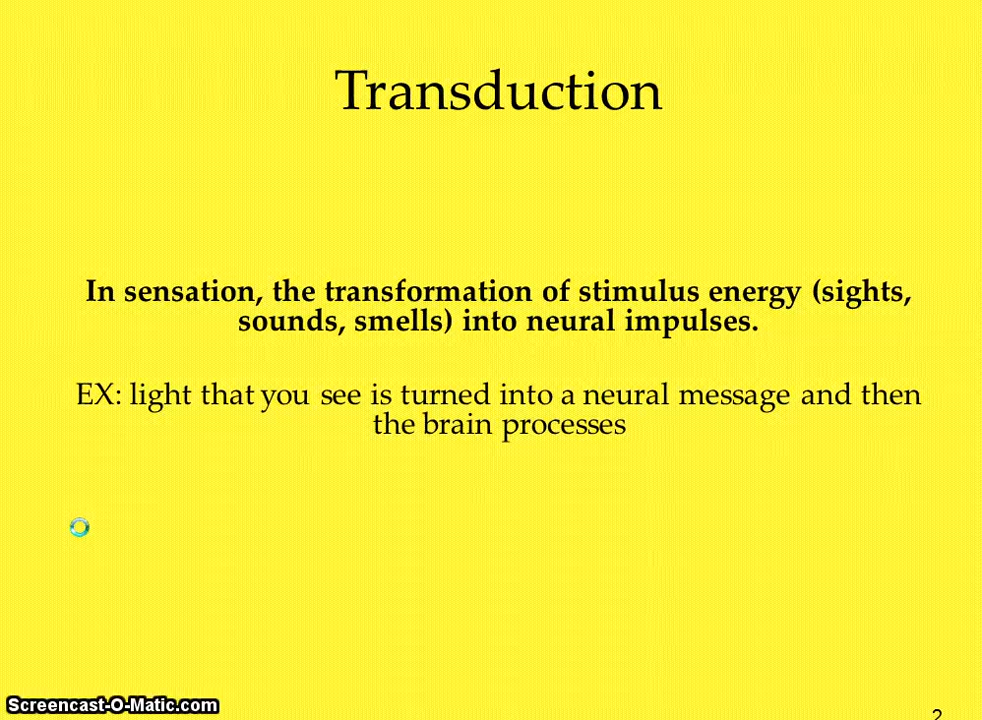 Transduction
In sensation, the transformation of stimulus energy (sights,
sounds, smells) into neural impulses.
EX: light that you see is turned into a neural message and then
the brain processes
Screencast-O-Matic.com
2